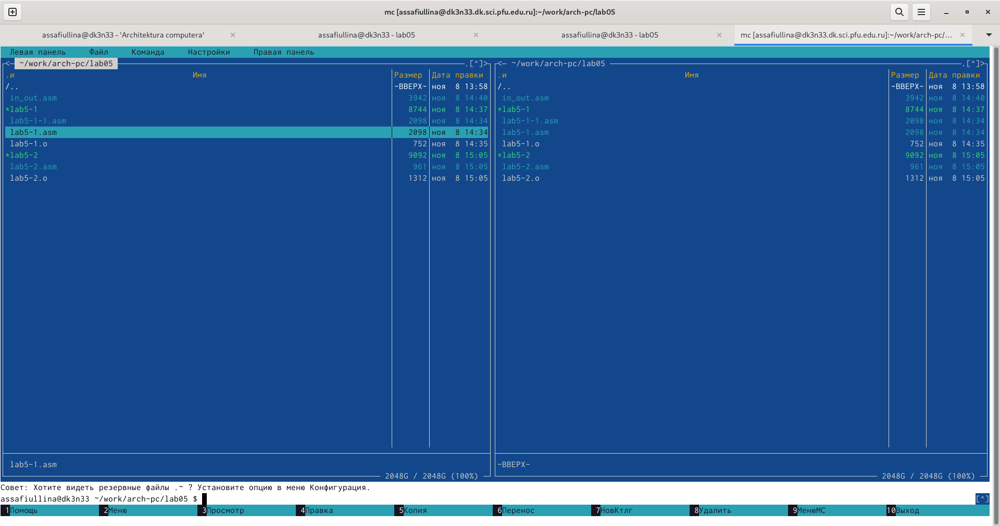 mc [assafiullina@dk3n33.dk.sci.pfu.edu.ru]:~/work/arch-pc/lab05
assafiullina@dk3n33 - 'Architektura computera' × assafiullina@dk3n33 - lab05 × assafiullina@dk3n33 - lab05 × mc [assafiullina@dk3n33.dk.sci.pfu.edu.ru]:~/work/arch-pc/... ×
Левая панель Файл Команда Настройки Правая панель
<─ ~/work/arch-pc/lab05 .[^]>
.и Имя Размер Дата правки
/.. -ВВЕРХ- ноя 8 13:58
in_out.asm 3942 ноя 8 14:40
*lab5-1 8744 ноя 8 14:37
lab5-1-1.asm 2098 ноя 8 14:34
lab5-1.asm 2098 ноя 8 14:34
lab5-1.o 752 ноя 8 14:35
*lab5-2 9092 ноя 8 15:05
lab5-2.asm 961 ноя 8 15:05
lab5-2.o 1312 ноя 8 15:05
lab5-1.asm
2048G / 2048G (100%)
<─ ~/work/arch-pc/lab05 .[^]>
.и Имя Размер Дата правки
/.. -ВВЕРХ- ноя 8 13:58
in_out.asm 3942 ноя 8 14:40
*lab5-1 8744 ноя 8 14:37
lab5-1-1.asm 2098 ноя 8 14:34
lab5-1.asm 2098 ноя 8 14:34
lab5-1.o 752 ноя 8 14:35
*lab5-2 9092 ноя 8 15:05
lab5-2.asm 961 ноя 8 15:05
lab5-2.o 1312 ноя 8 15:05
-ВВЕРХ-
2048G / 2048G (100%)
Совет: Хотите видеть резервные файлы .~ ? Установите опцию в меню Конфигурация.
assafiullina@dk3n33 ~/work/arch-pc/lab05 $ [^]
1Помощь 2Меню 3Просмотр 4Правка 5Копия 6Перенос 7НовКтлг 8Удалить 9МенюMC 10Выход